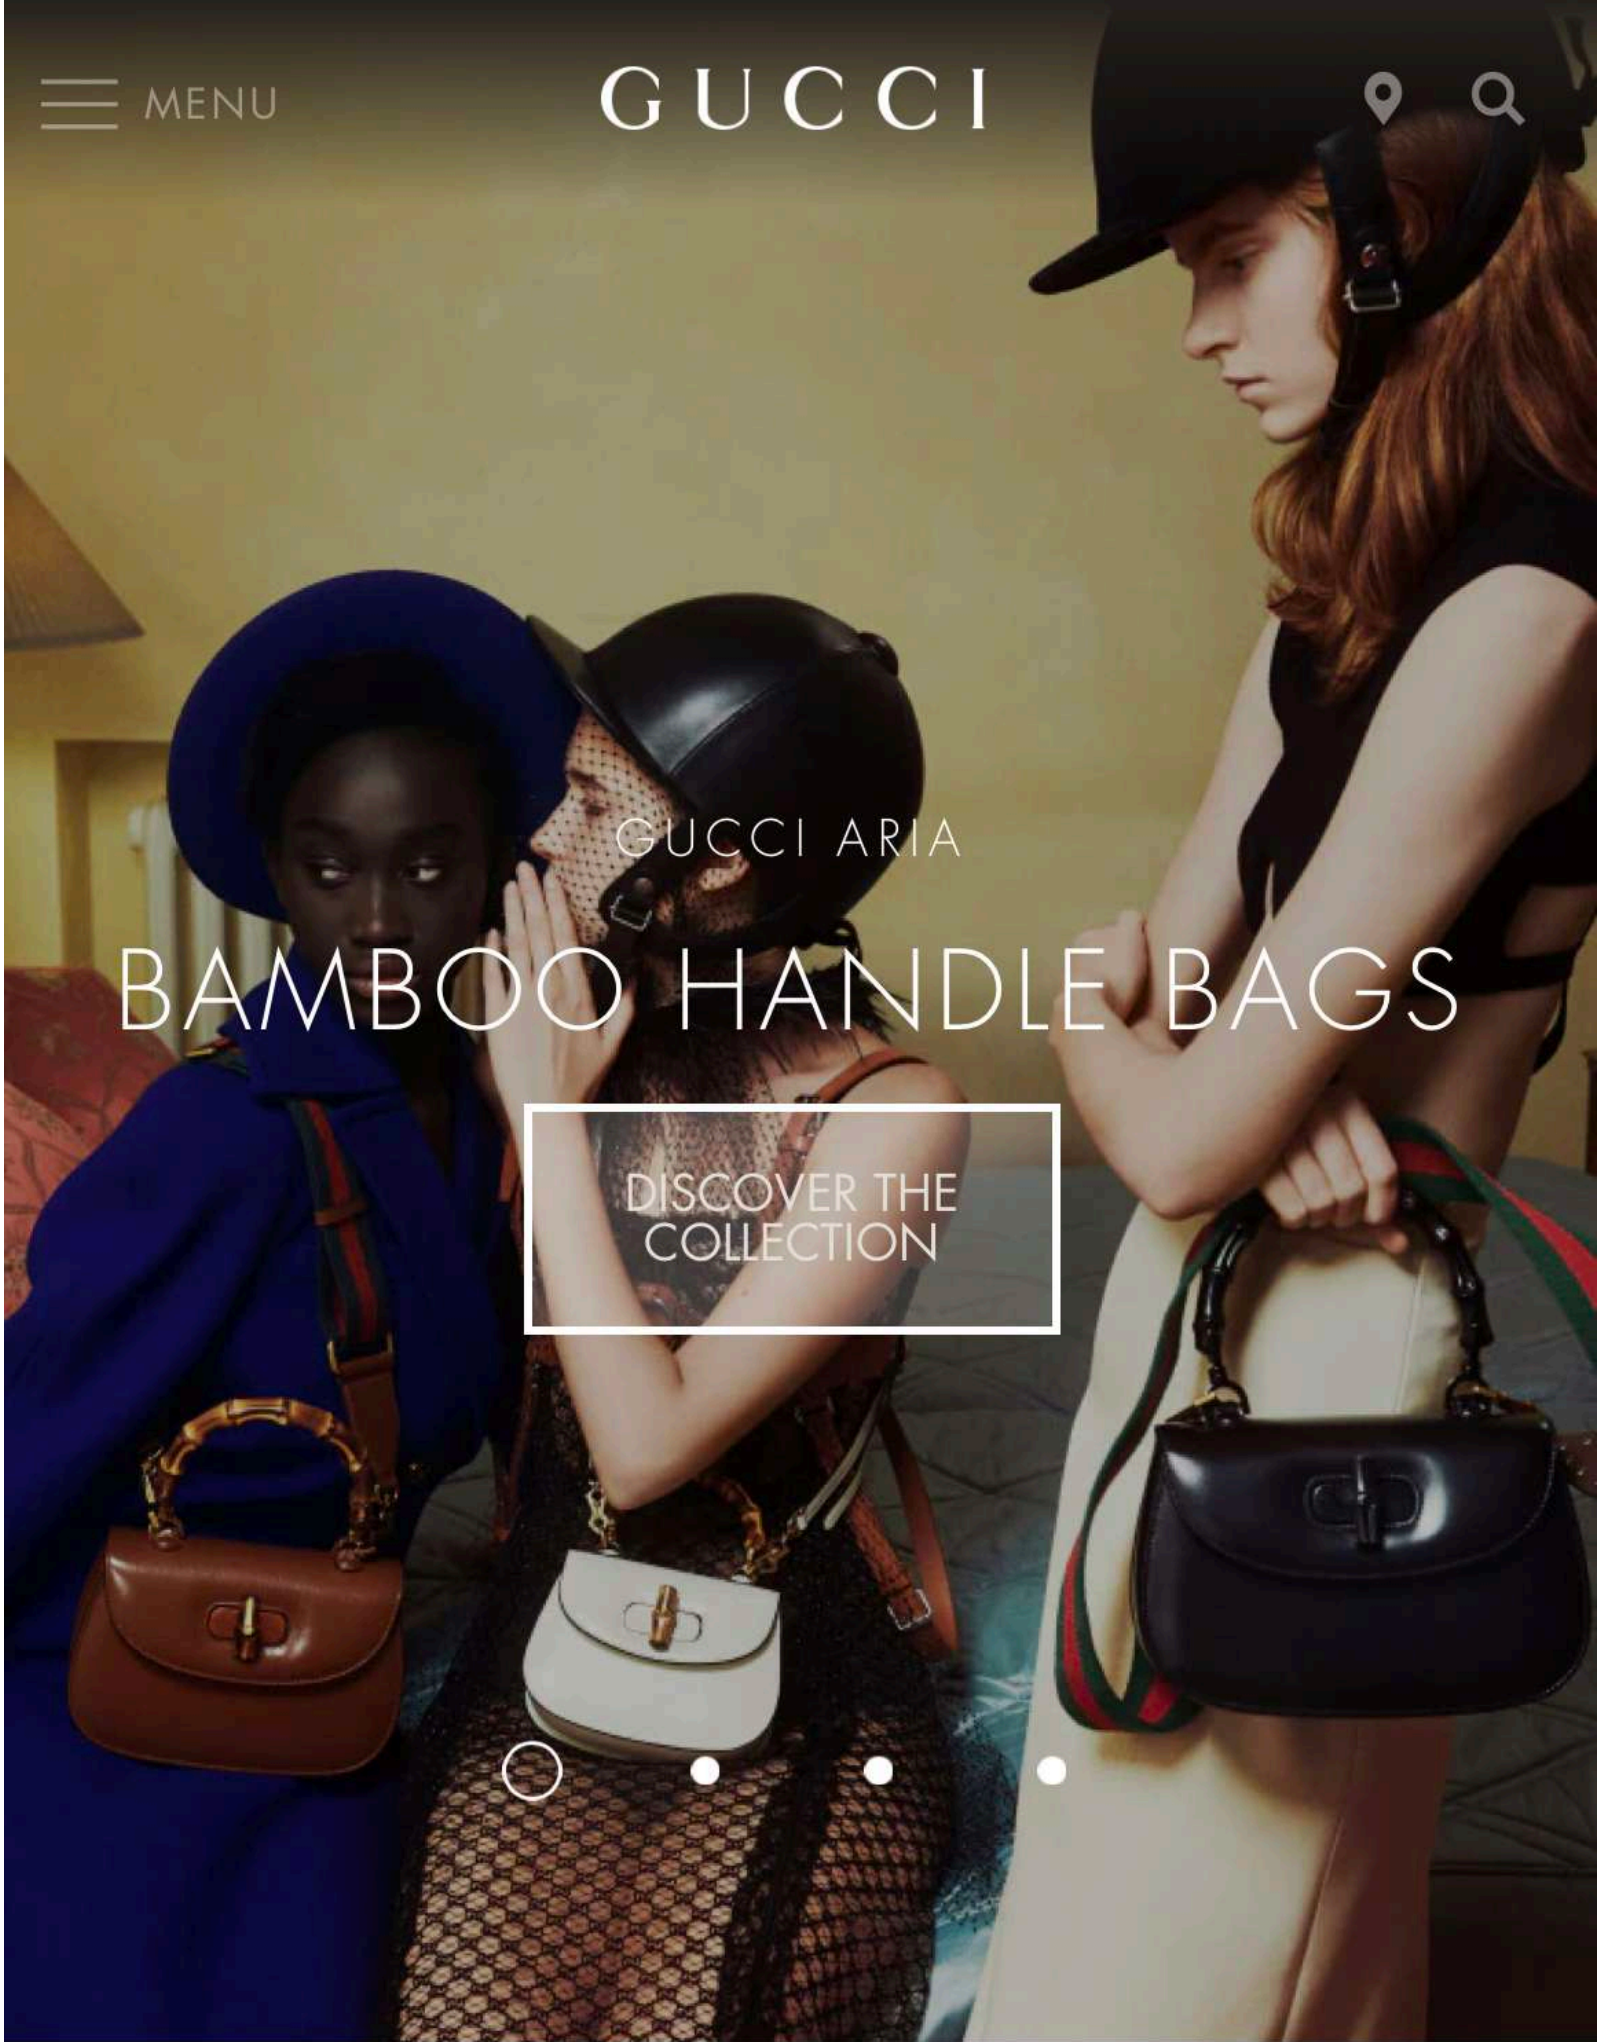 MENU
GUCCI
GUCCI ARIA
BAMBOO HANDLE BAGS
DISCOVER THE
COLLECTION